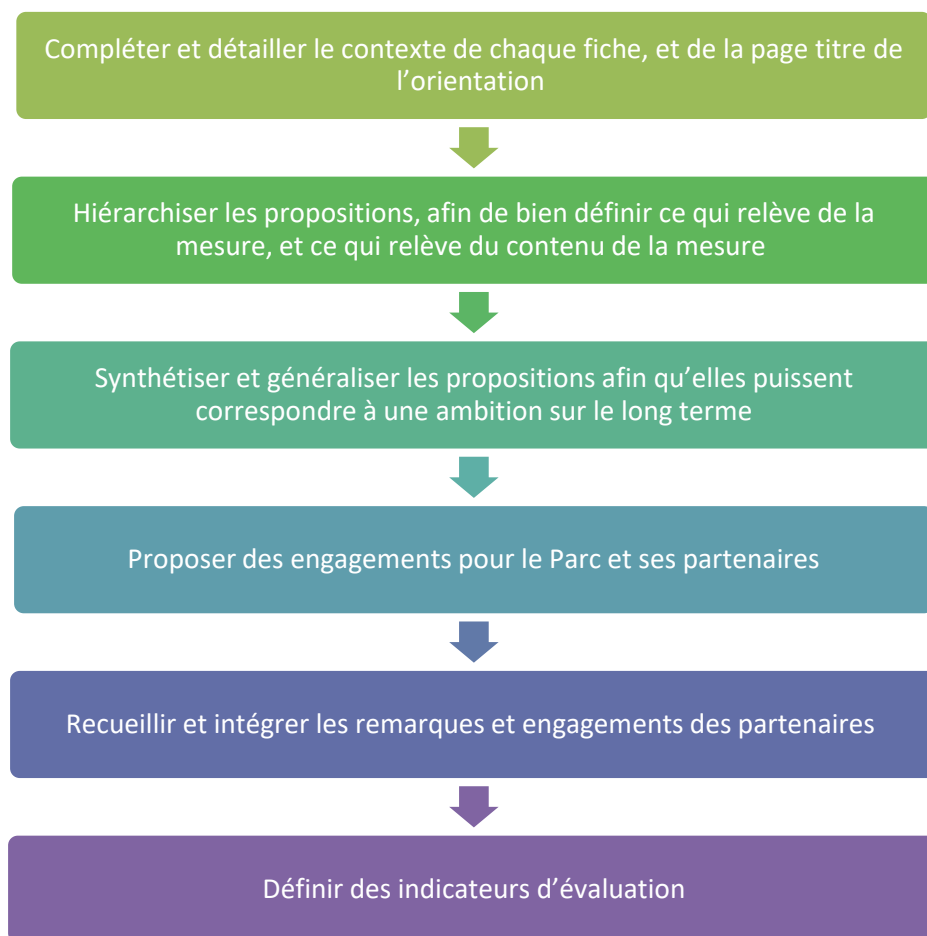 Compléter et détailler le contexte de chaque fiche, et de la page titre de
l’orientation
Hiérarchiser les propositions, afin de bien définir ce qui relève de la
mesure, et ce qui relève du contenu de la mesure
Synthétiser et généraliser les propositions afin qu’elles puissent
correspondre à une ambition sur le long terme
Proposer des engagements pour le Parc et ses partenaires
Recueillir et intégrer les remarques et engagements des partenaires
Définir des indicateurs d’évaluation